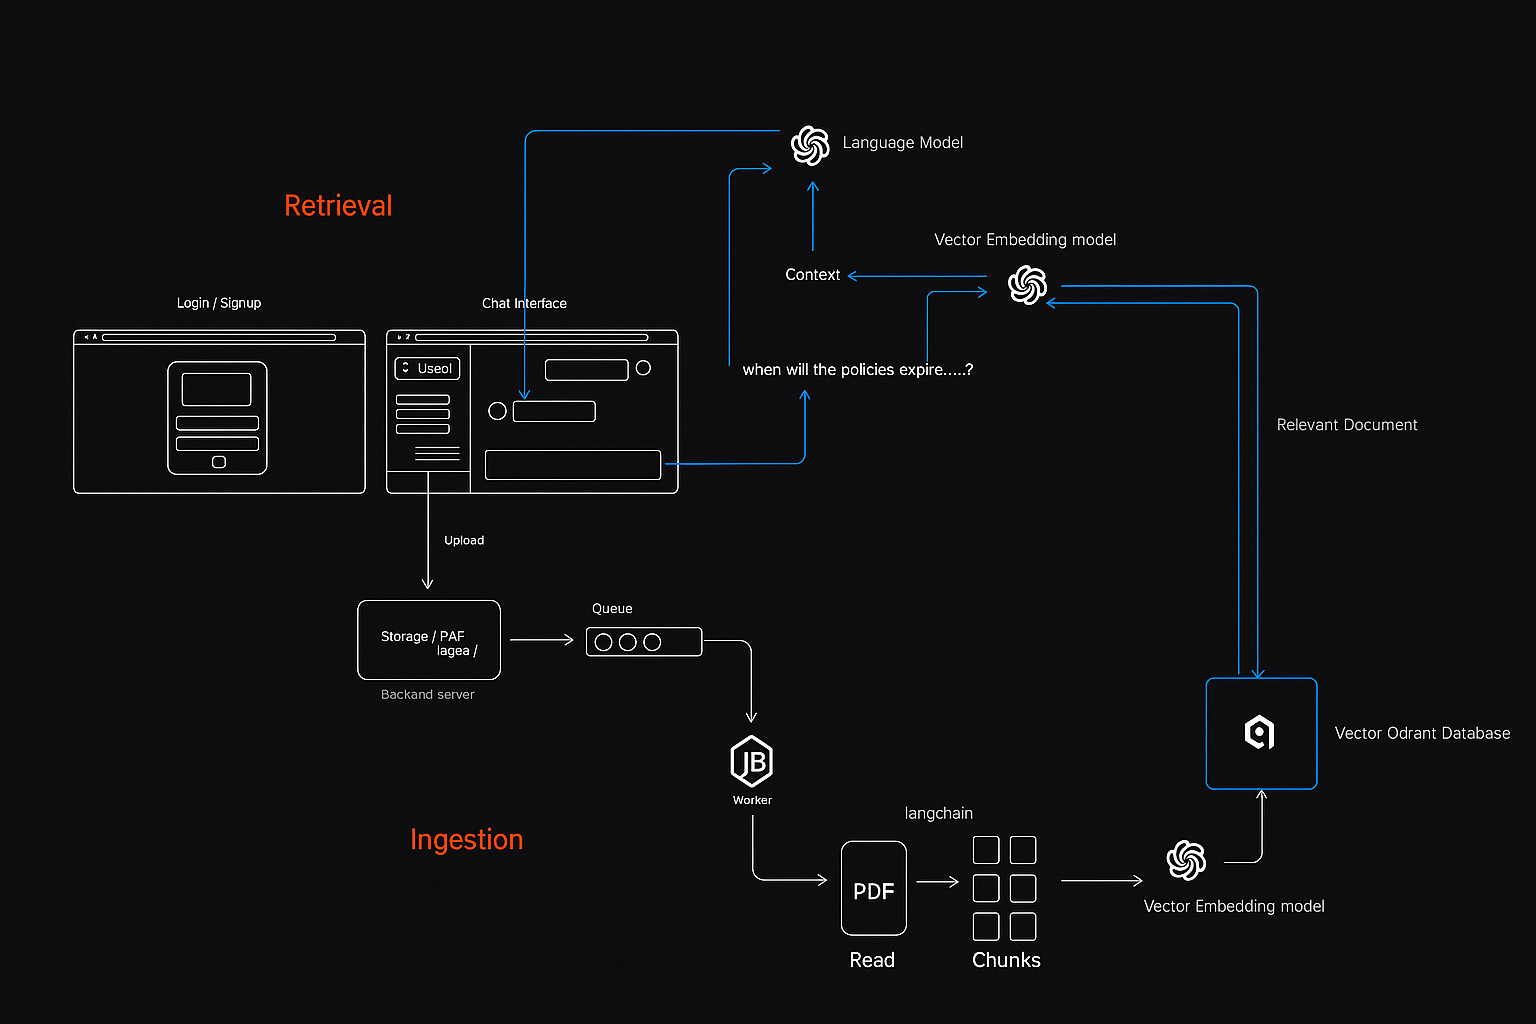 Language Model
Retrieval
Vector Embedding model
Context
Login / Signup
Chat Interface
Useol
when will the policies expire.....?
Relevant Document
Upload
Queue
Storage / PAF
lagea /
Backand server
Vector Odrant Database
JB
Worker
langchain
Ingestion
PDF
Vector Embedding model
Read
Chunks